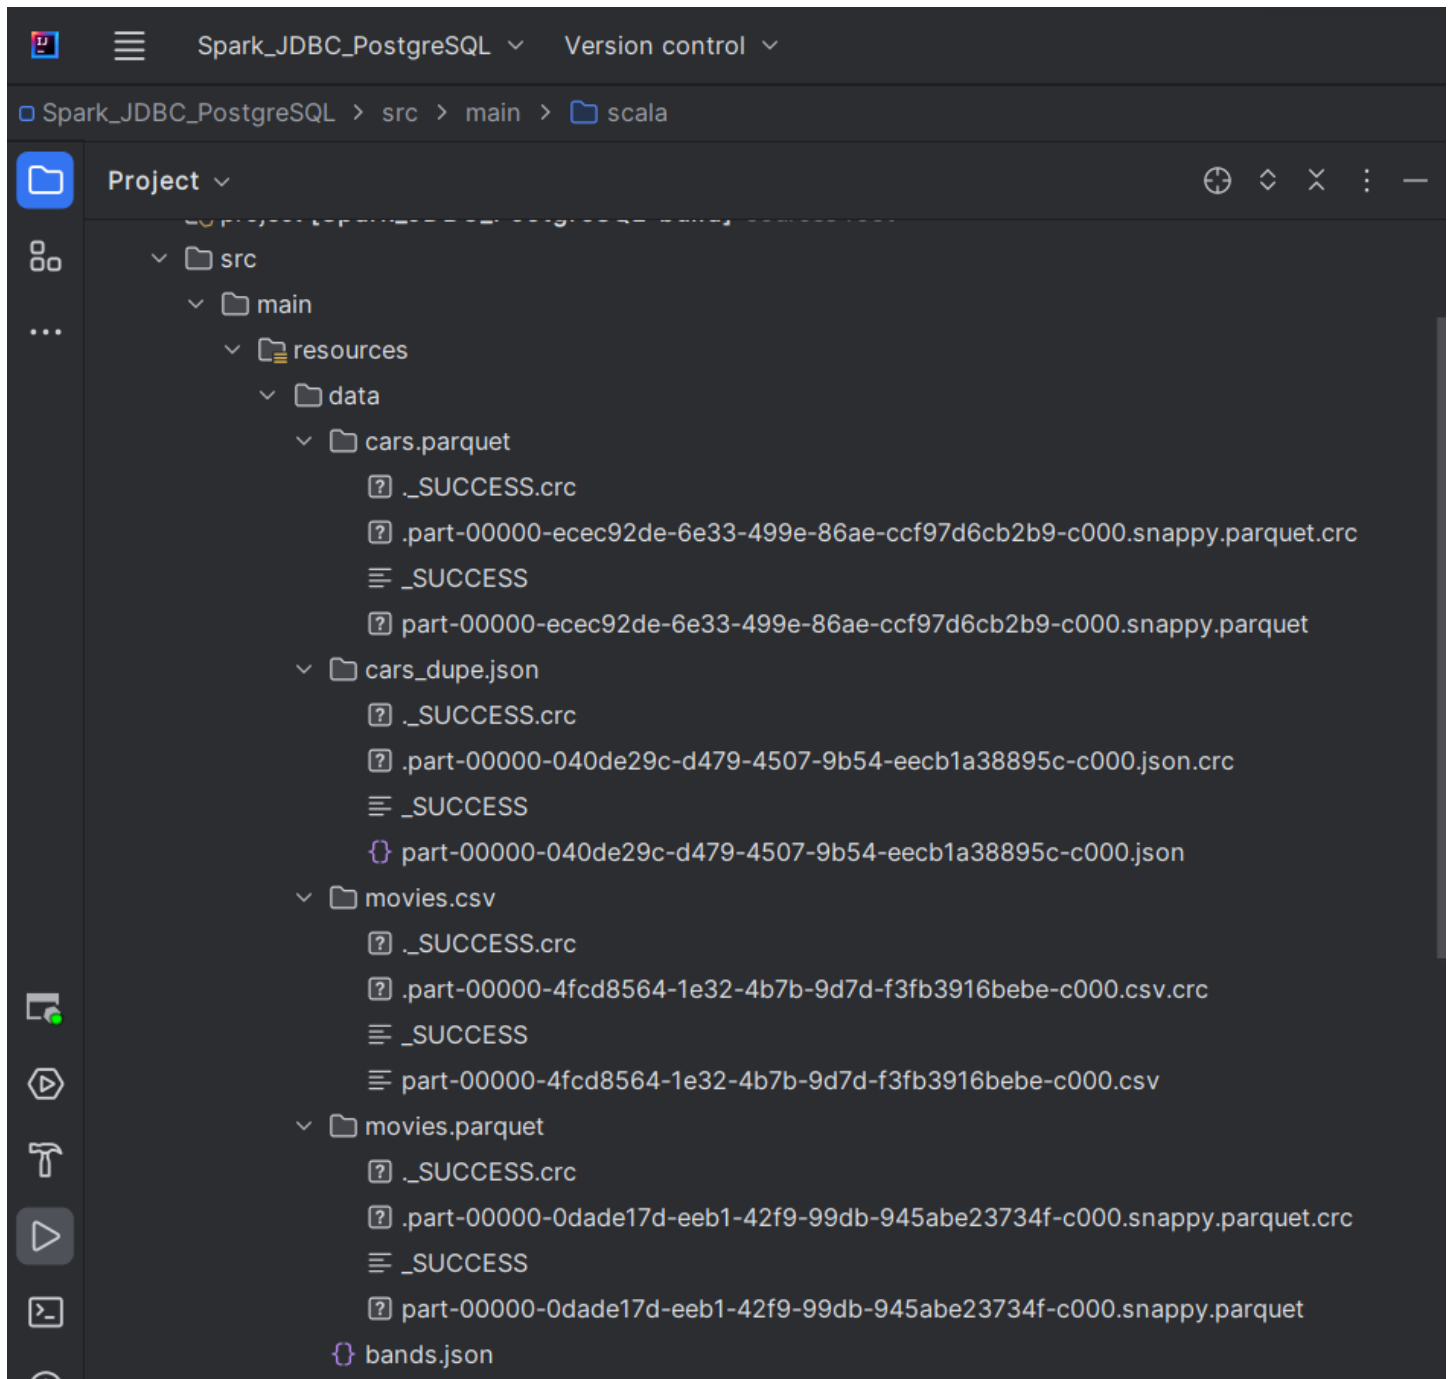 Spark_JDBC_PostgreSQL Version control
Spark_JDBC_PostgreSQL > src > main > scala
Project
src
main
resources
data
cars.parquet
._SUCCESS.crc
.part-00000-ecec92de-6e33-499e-86ae-ccf97d6cb2b9-c000.snappy.parquet.crc
_SUCCESS
part-00000-ecec92de-6e33-499e-86ae-ccf97d6cb2b9-c000.snappy.parquet
cars_dupe.json
._SUCCESS.crc
.part-00000-040de29c-d479-4507-9b54-eecb1a38895c-c000.json.crc
_SUCCESS
part-00000-040de29c-d479-4507-9b54-eecb1a38895c-c000.json
movies.csv
._SUCCESS.crc
.part-00000-4fcd8564-1e32-4b7b-9d7d-f3fb3916bebe-c000.csv.crc
_SUCCESS
part-00000-4fcd8564-1e32-4b7b-9d7d-f3fb3916bebe-c000.csv
movies.parquet
._SUCCESS.crc
.part-00000-0dade17d-eeb1-42f9-99db-945abe23734f-c000.snappy.parquet.crc
_SUCCESS
part-00000-0dade17d-eeb1-42f9-99db-945abe23734f-c000.snappy.parquet
bands.json